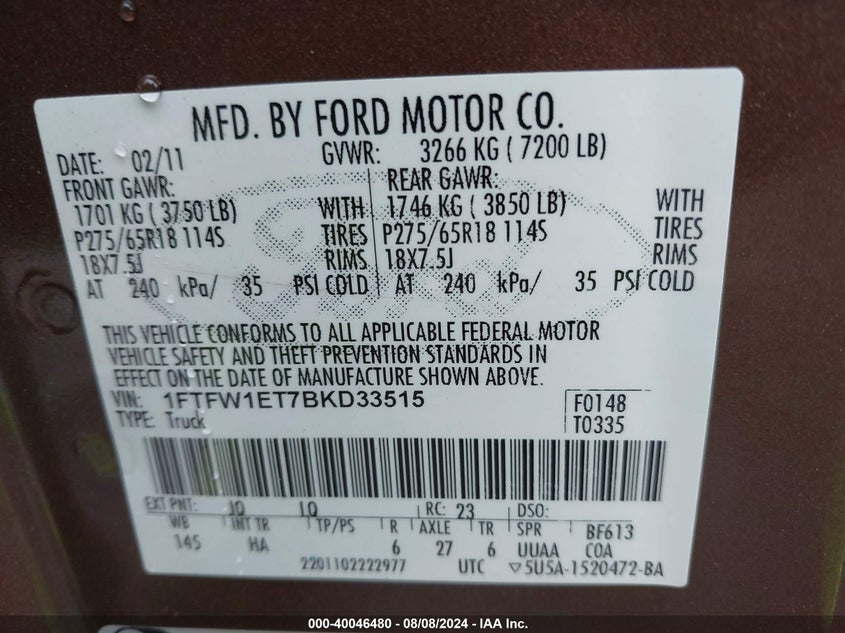 MFD. BY FORD MOTOR CO.
DATE: 02/11 GVWR: 3266 KG ( 7200 LB)
FRONT GAWR: REAR GAWR:
1701 KG ( 3750 LB) WITH 1746 KG ( 3850 LB) WITH
P275/65R18 114S TIRES P275/65R18 114S TIRES
18X7.5J RIMS 18X7.5J RIMS
AT 240 kPa/ 35 PSI COLD AT 240 kPa/ 35 PSI COLD
THIS VEHICLE CONFORMS TO ALL APPLICABLE FEDERAL MOTOR
VEHICLE SAFETY AND THEFT PREVENTION STANDARDS IN
EFFECT ON THE DATE OF MANUFACTURE SHOWN ABOVE.
VIN: 1FTFW1ET7BKD33515 F0148
TYPE: Truck T0335
EXT PNT: JQ JQ RC: 23 DSO:
WB INT TR TP/PS R AXLE TR SPR BF613
145 HA 6 27 6 UUAA COA
2201102222977 UTC ▽5U5A-1520472-BA
000-40046480 - 08/08/2024 - IAA Inc.